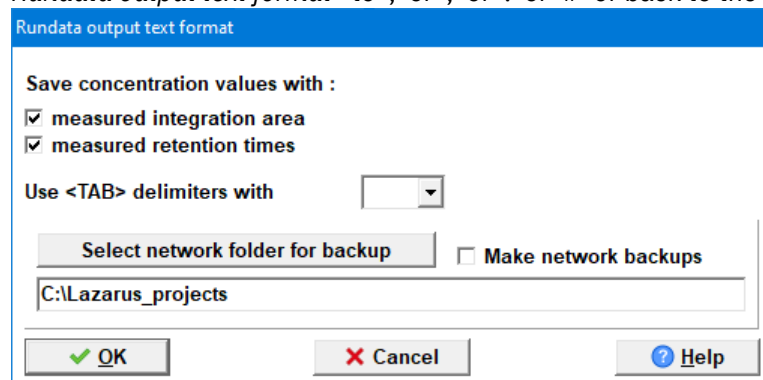 Rundata output text format
Save concentration values with :
measured integration area
measured retention times
Use <TAB> delimiters with
Select network folder for backup
Make network backups
C:\Lazarus_projects
OK
Cancel
Help